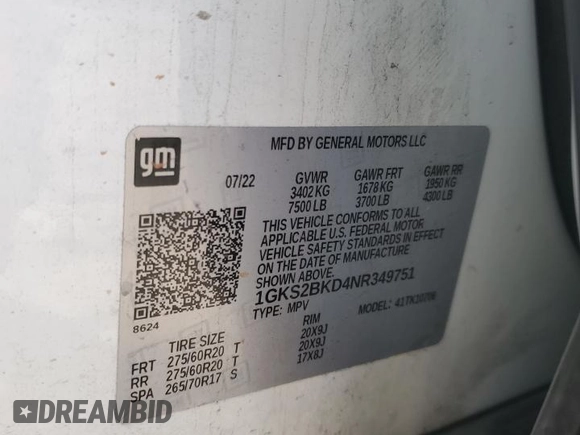 gm
MFD BY GENERAL MOTORS LLC
07/22 GVWR GAWR FRT GAWR RR
3402 KG 1678 KG 1950 KG
7500 LB 3700 LB 4300 LB
THIS VEHICLE CONFORMS TO ALL
APPLICABLE U.S. FEDERAL MOTOR
VEHICLE SAFETY STANDARDS IN EFFECT
ON THE DATE OF MANUFACTURE
SHOWN ABOVE.
1GKS2BKD4NR349751
TYPE: MPV MODEL:
8624
TIRE SIZE RIM
FRT 275/60R20 T 20X9J
RR 275/60R20 T 20X9J
SPA 265/70R17 S 17X8J
DREAMBID